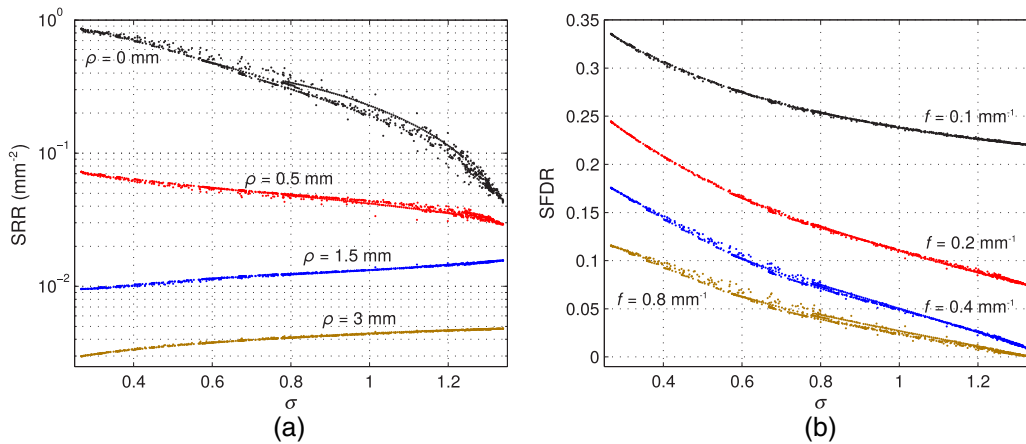 10⁰
10⁻¹
10⁻²
SRR (mm⁻²)
ρ = 0 mm
ρ = 0.5 mm
ρ = 1.5 mm
ρ = 3 mm
0.4 0.6 0.8 1 1.2
σ
(a)
0.35
0.3
0.25
0.2
0.15
0.1
0.05
0
SFDR
f = 0.1 mm⁻¹
f = 0.2 mm⁻¹
f = 0.4 mm⁻¹
f = 0.8 mm⁻¹
0.4 0.6 0.8 1 1.2
σ
(b)